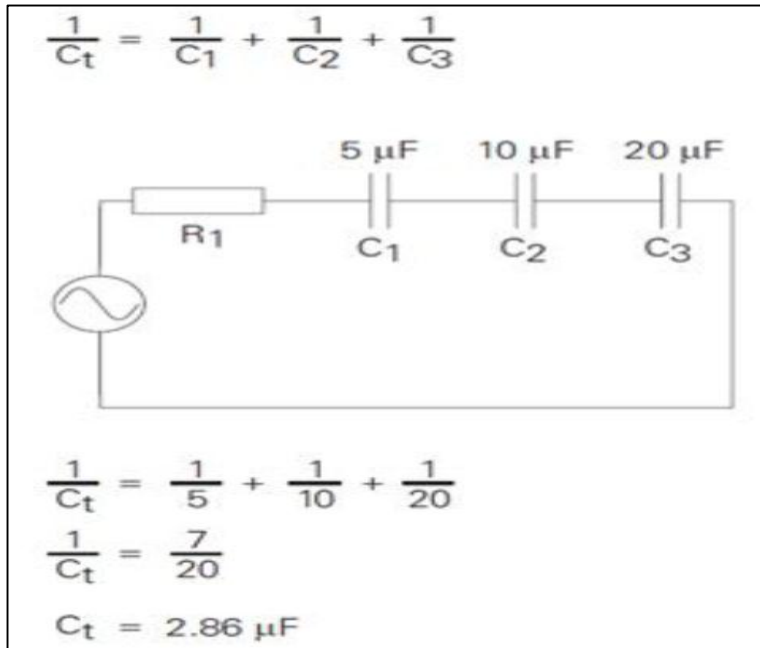 1/Ct = 1/C1 + 1/C2 + 1/C3
5 µF 10 µF 20 µF
R1 C1 C2 C3
1/Ct = 1/5 + 1/10 + 1/20
1/Ct = 7/20
Ct = 2.86 µF